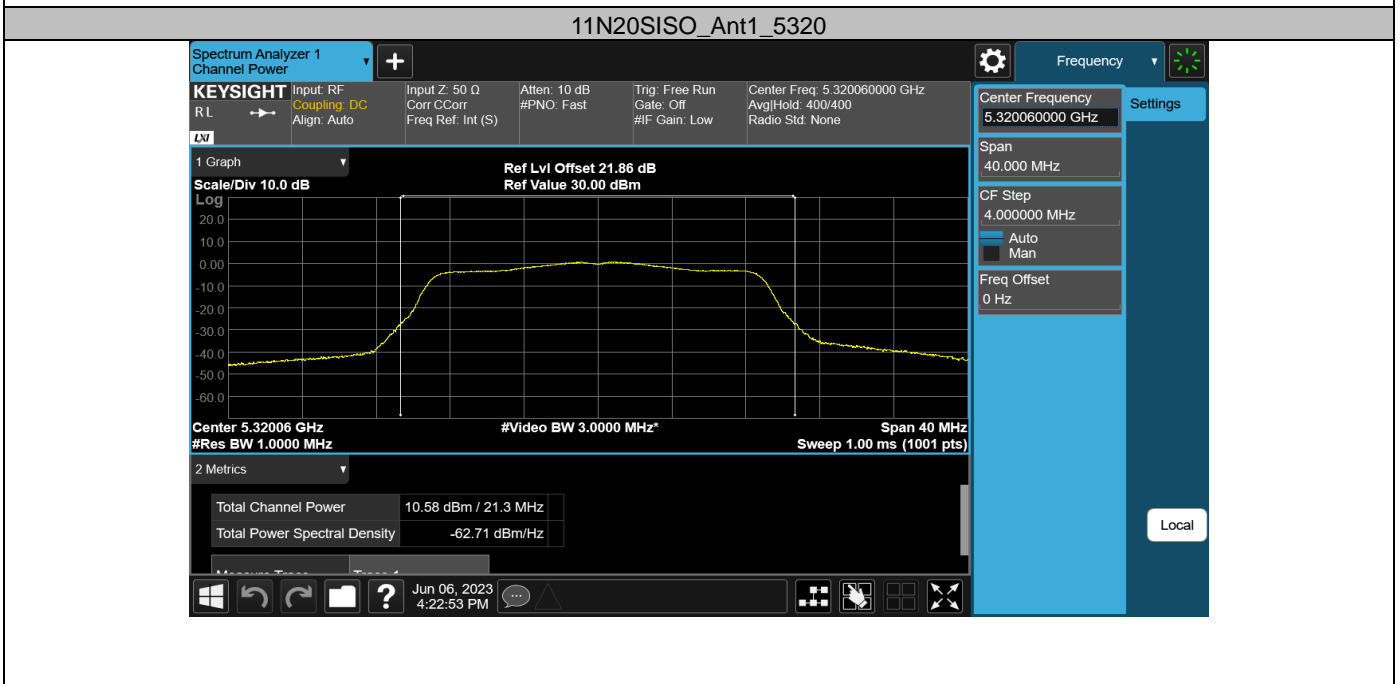 11N20SISO_Ant1_5320
Spectrum Analyzer 1
Channel Power
Frequency
KEYSIGHT
R L
LXI
Input: RF
Coupling: DC
Align: Auto
Input Z: 50 Ω
Corr CCorr
Freq Ref: Int (S)
Atten: 10 dB
#PNO: Fast
Trig: Free Run
Gate: Off
#IF Gain: Low
Center Freq: 5.320060000 GHz
Avg|Hold: 400/400
Radio Std: None
Center Frequency
5.320060000 GHz
Settings
Span
40.000 MHz
CF Step
4.000000 MHz
Auto
Man
Freq Offset
0 Hz
1 Graph
Scale/Div 10.0 dB
Ref Lvl Offset 21.86 dB
Ref Value 30.00 dBm
Log
20.0
10.0
0.00
-10.0
-20.0
-30.0
-40.0
-50.0
-60.0
Center 5.32006 GHz
#Video BW 3.0000 MHz*
Span 40 MHz
#Res BW 1.0000 MHz
Sweep 1.00 ms (1001 pts)
2 Metrics
Total Channel Power 10.58 dBm / 21.3 MHz
Total Power Spectral Density -62.71 dBm/Hz
Measure Trace Trace 1
Local
?
Jun 06, 2023
4:22:53 PM